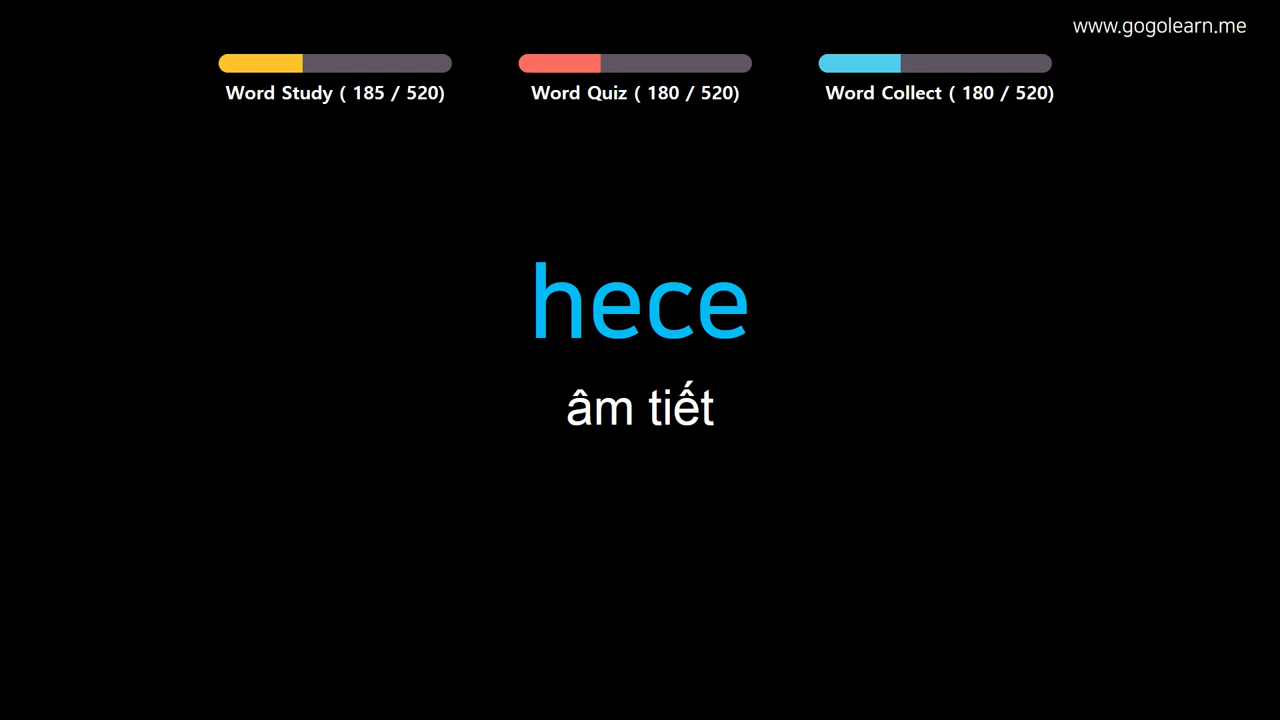 www.gogolearn.me
Word Study ( 185 / 520)
Word Quiz ( 180 / 520)
Word Collect ( 180 / 520)
hece
âm tiết